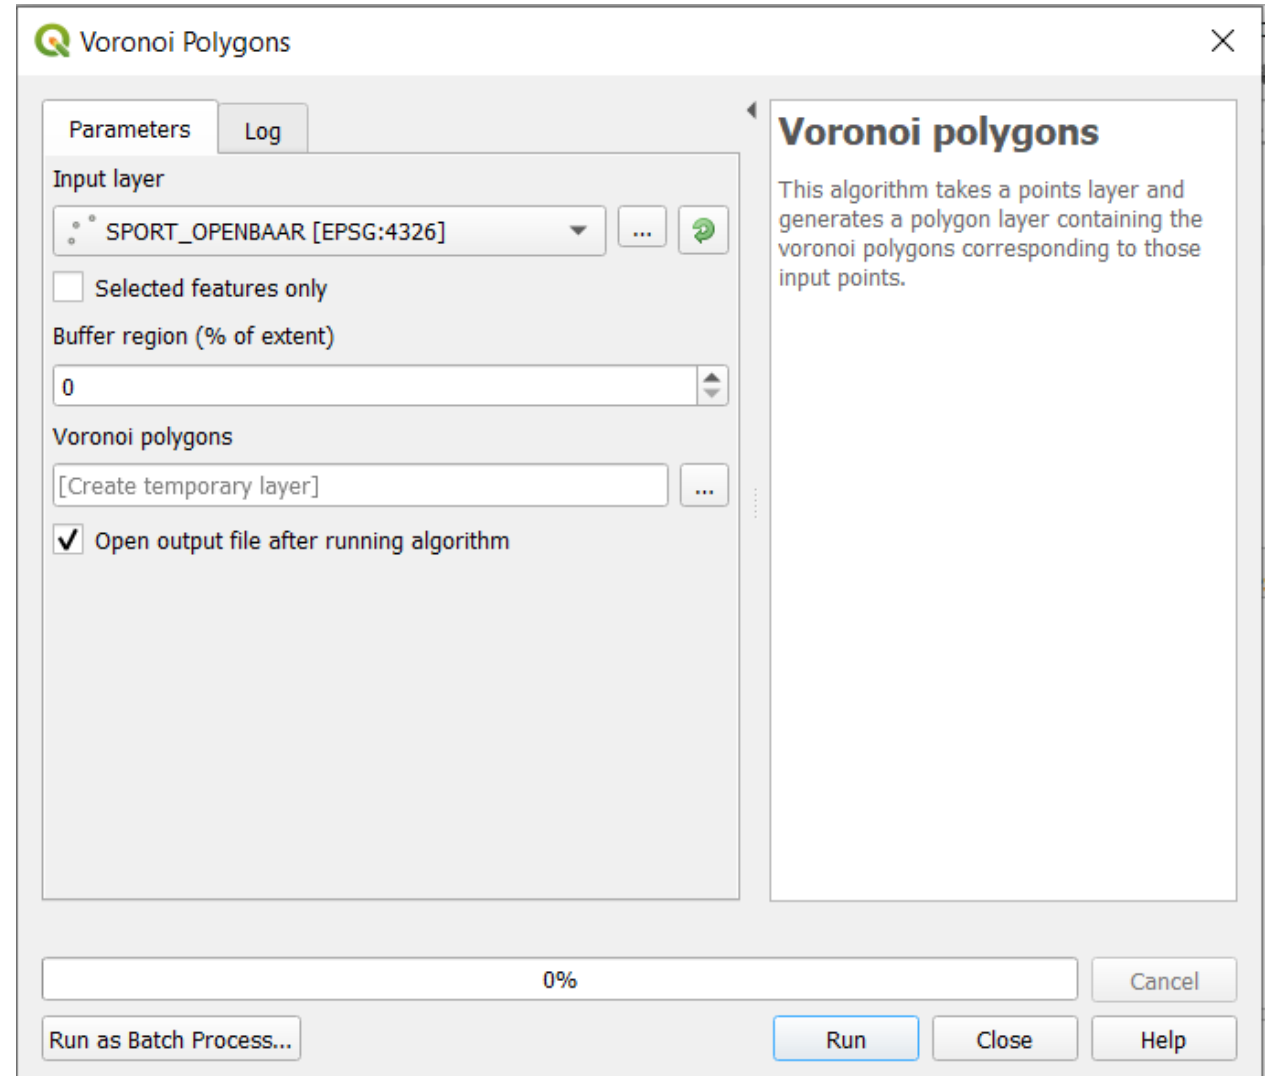 Voronoi Polygons
Parameters
Log
Input layer
SPORT_OPENBAAR [EPSG:4326]
...
Selected features only
Buffer region (% of extent)
0
Voronoi polygons
[Create temporary layer]
...
Open output file after running algorithm
Voronoi polygons
This algorithm takes a points layer and
generates a polygon layer containing the
voronoi polygons corresponding to those
input points.
0%
Cancel
Run as Batch Process...
Run
Close
Help